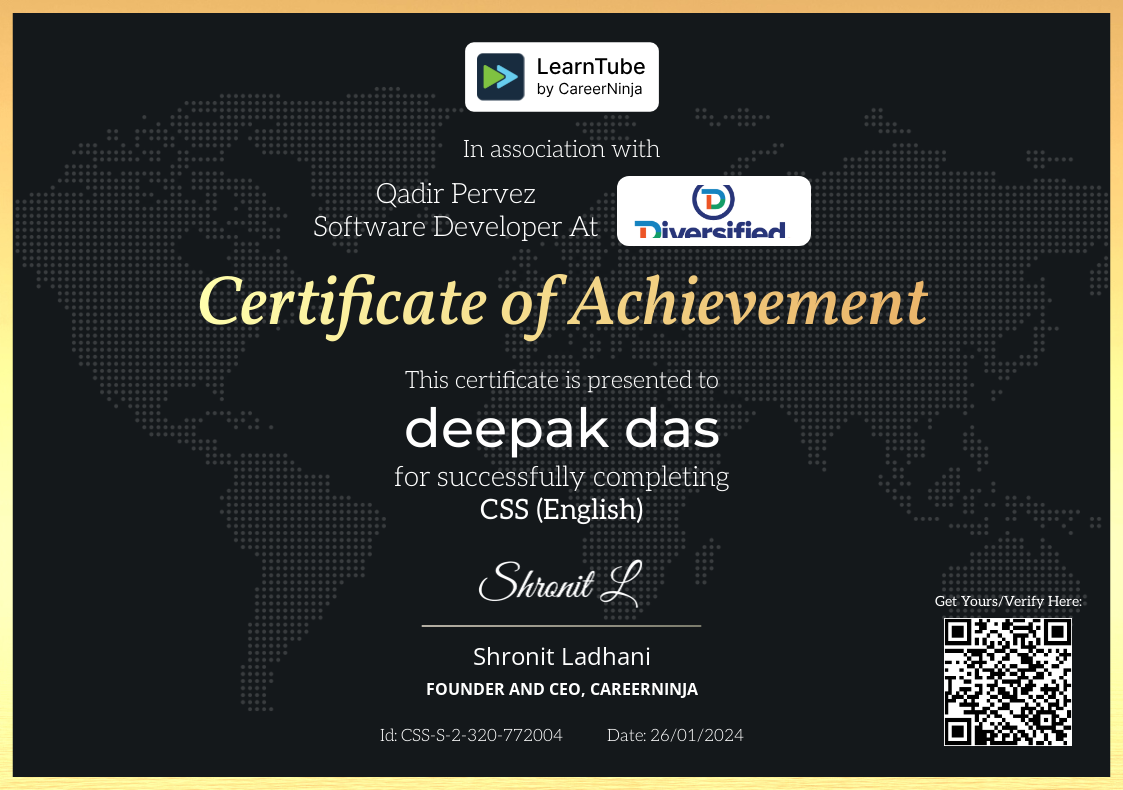 LearnTube
by CareerNinja
In association with
Qadir Pervez
Software Developer At
Diversified
Certificate of Achievement
This certificate is presented to
deepak das
for successfully completing
CSS (English)
Shronit L
Shronit Ladhani
FOUNDER AND CEO, CAREERNINJA
Get Yours/Verify Here:
Id: CSS-S-2-320-772004 Date: 26/01/2024